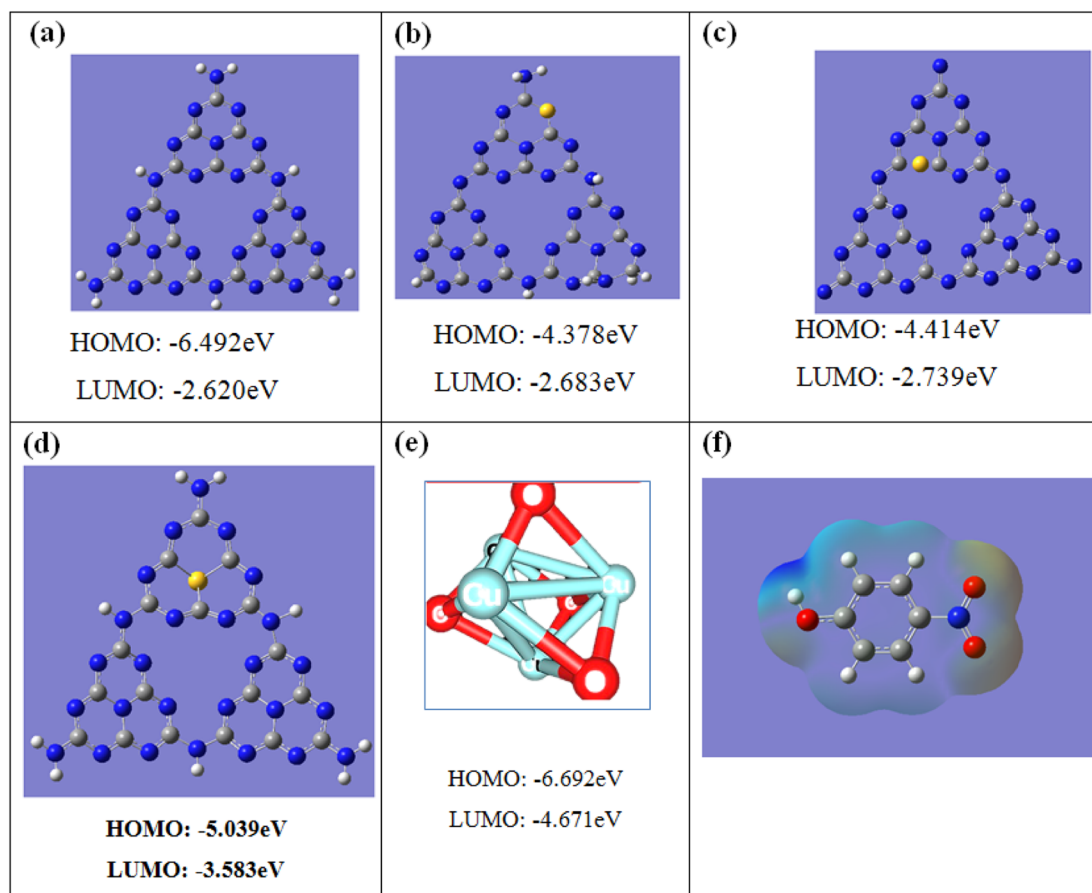 (a)
HOMO: -6.492eV
LUMO: -2.620eV
(b)
HOMO: -4.378eV
LUMO: -2.683eV
(c)
HOMO: -4.414eV
LUMO: -2.739eV
(d)
HOMO: -5.039eV
LUMO: -3.583eV
(e)
O
Cu
Cu
O
HOMO: -6.692eV
LUMO: -4.671eV
(f)